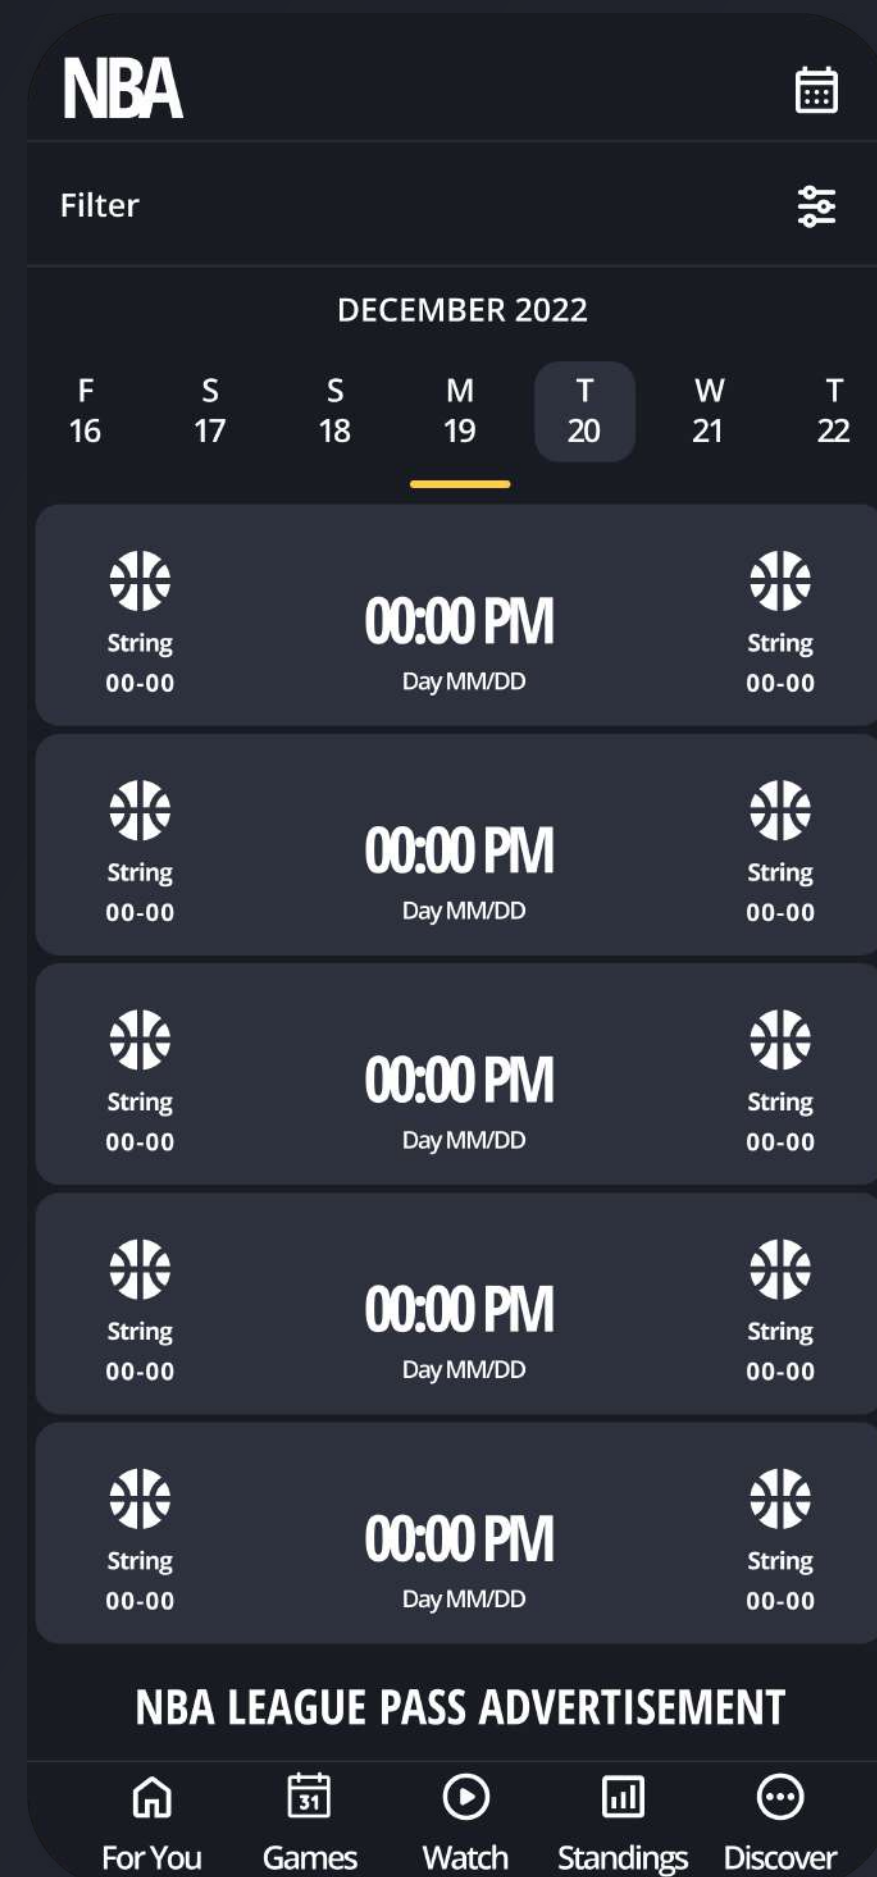 NBA
Filter
DECEMBER 2022
F S S M T W T
16 17 18 19 20 21 22
String 00:00 PM String
00-00 Day MM/DD 00-00
String 00:00 PM String
00-00 Day MM/DD 00-00
String 00:00 PM String
00-00 Day MM/DD 00-00
String 00:00 PM String
00-00 Day MM/DD 00-00
String 00:00 PM String
00-00 Day MM/DD 00-00
NBA LEAGUE PASS ADVERTISEMENT
31
For You Games Watch Standings Discover